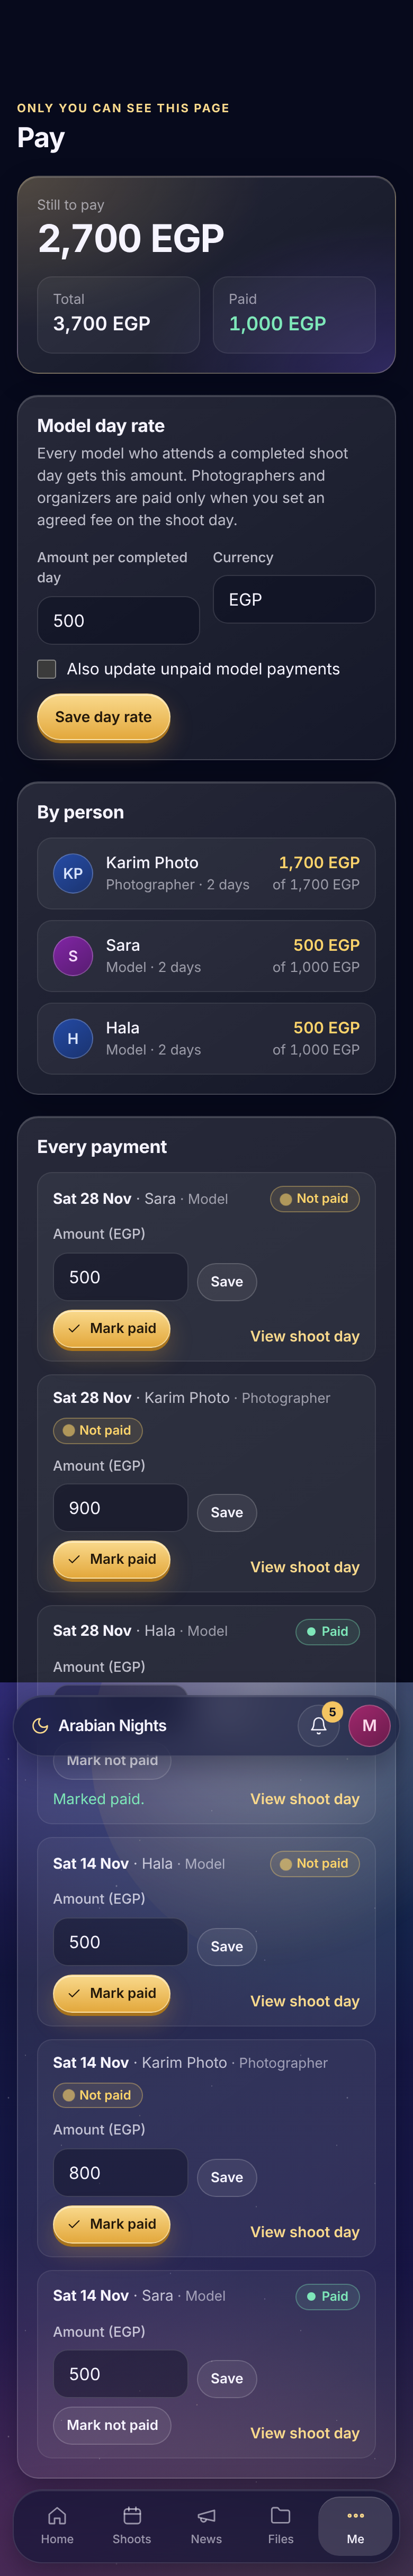 ONLY YOU CAN SEE THIS PAGE
Pay
Still to pay
2,700 EGP
Total
3,700 EGP
Paid
1,000 EGP
Model day rate
Every model who attends a completed shoot
day gets this amount. Photographers and
organizers are paid only when you set an
agreed fee on the shoot day.
Amount per completed
day
500
Currency
EGP
Also update unpaid model payments
Save day rate
By person
KP
Karim Photo
Photographer · 2 days
1,700 EGP
of 1,700 EGP
S
Sara
Model · 2 days
500 EGP
of 1,000 EGP
H
Hala
Model · 2 days
500 EGP
of 1,000 EGP
Every payment
Sat 28 Nov · Sara · Model
Not paid
Amount (EGP)
500
Save
Mark paid
View shoot day
Sat 28 Nov · Karim Photo · Photographer
Not paid
Amount (EGP)
900
Save
Mark paid
View shoot day
Sat 28 Nov · Hala · Model
Paid
Amount (EGP)
Arabian Nights
5
M
Mark not paid
Marked paid.
View shoot day
Sat 14 Nov · Hala · Model
Not paid
Amount (EGP)
500
Save
Mark paid
View shoot day
Sat 14 Nov · Karim Photo · Photographer
Not paid
Amount (EGP)
800
Save
Mark paid
View shoot day
Sat 14 Nov · Sara · Model
Paid
Amount (EGP)
500
Save
Mark not paid
View shoot day
Home
Shoots
News
Files
Me